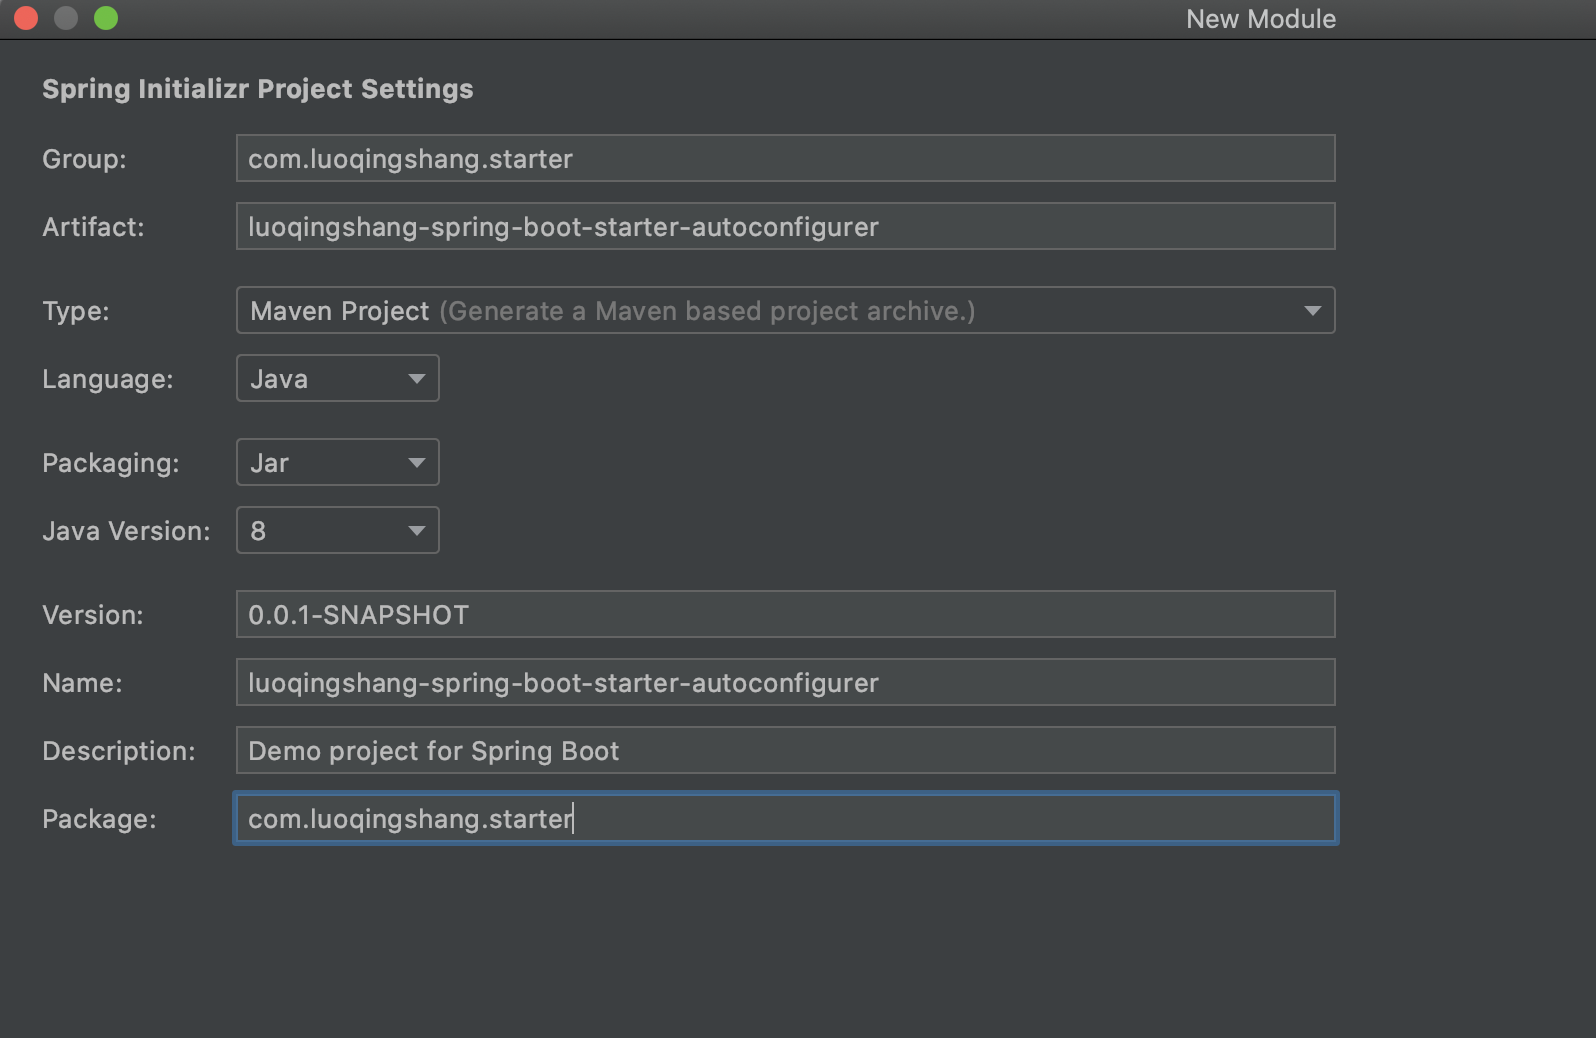 New Module
Spring Initializr Project Settings
Group: com.luoqingshang.starter
Artifact: luoqingshang-spring-boot-starter-autoconfigurer
Type: Maven Project (Generate a Maven based project archive.)
Language: Java
Packaging: Jar
Java Version: 8
Version: 0.0.1-SNAPSHOT
Name: luoqingshang-spring-boot-starter-autoconfigurer
Description: Demo project for Spring Boot
Package: com.luoqingshang.starter